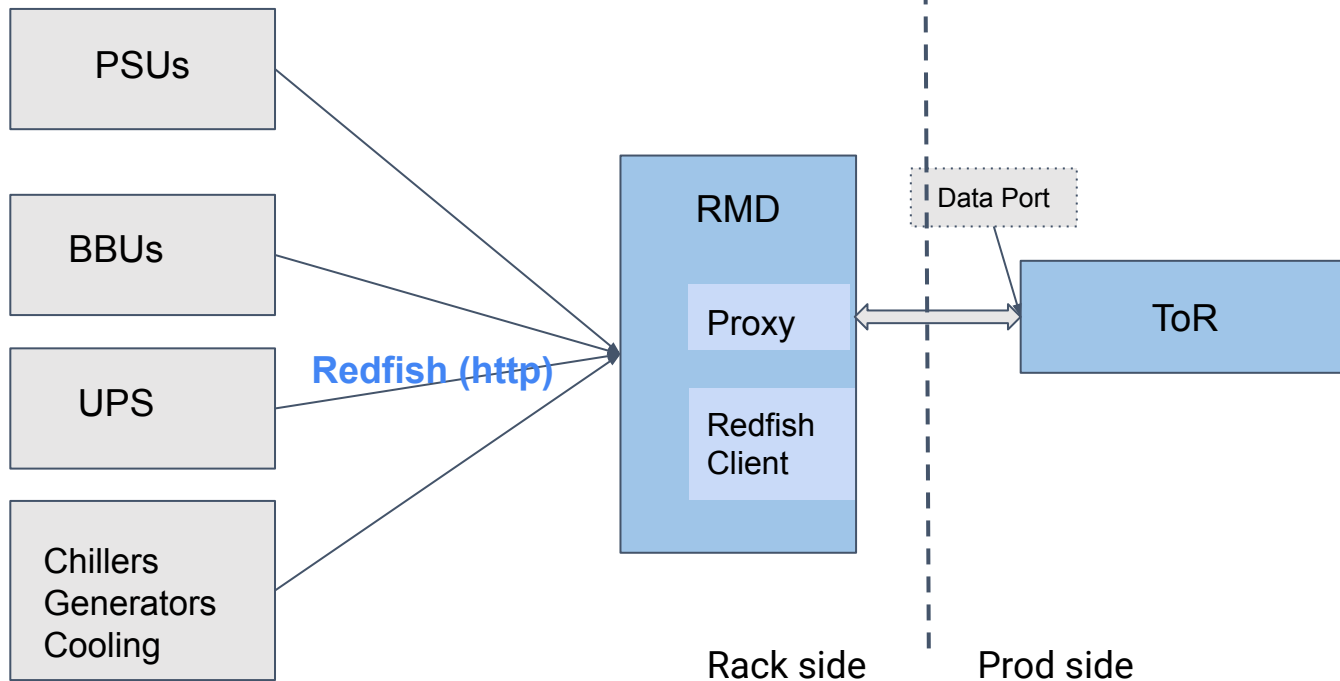 PSUs
BBUs
UPS
Chillers
Generators
Cooling
Redfish (http)
RMD
Proxy
Redfish
Client
Data Port
ToR
Rack side
Prod side